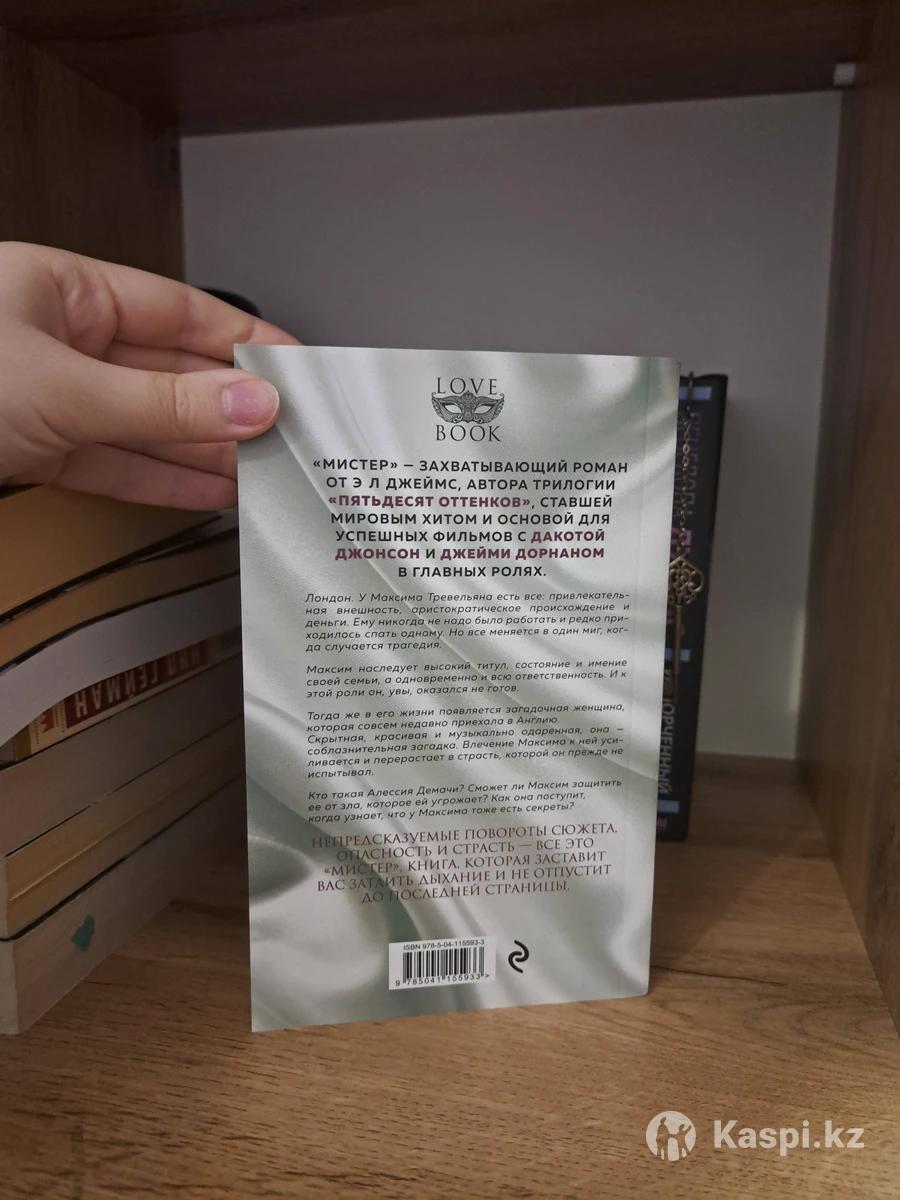 LOVE
BOOK
«МИСТЕР» — ЗАХВАТЫВАЮЩИЙ РОМАН
ОТ Э Л ДЖЕЙМС, АВТОРА ТРИЛОГИИ
«ПЯТЬДЕСЯТ ОТТЕНКОВ», СТАВШЕЙ
МИРОВЫМ ХИТОМ И ОСНОВОЙ ДЛЯ
УСПЕШНЫХ ФИЛЬМОВ С ДАКОТОЙ
ДЖОНСОН И ДЖЕЙМИ ДОРНАНОМ
В ГЛАВНЫХ РОЛЯХ.
Лондон. У Максима Тревельяна есть все: привлекатель-
ная внешность, аристократическое происхождение и
деньги. Ему никогда не надо было работать и редко при-
ходилось спать одному. Но все меняется в один миг, ког-
да случается трагедия.
Максим наследует высокий титул, состояние и имение
своей семьи, а одновременно и всю ответственность. И к
этой роли он, увы, оказался не готов.
Тогда же в его жизни появляется загадочная женщина,
которая совсем недавно приехала в Англию.
Скрытная, красивая и музыкально одаренная, она —
соблазнительная загадка. Влечение Максима к ней уси-
ливается и перерастает в страсть, которой он прежде не
испытывал.
Кто такая Алессия Демачи? Сможет ли Максим защитить
ее от зла, которое ей угрожает? Как она поступит,
когда узнает, что у Максима тоже есть секреты?
НЕПРЕДСКАЗУЕМЫЕ ПОВОРОТЫ СЮЖЕТА,
ОПАСНОСТЬ И СТРАСТЬ — ВСЕ ЭТО
«МИСТЕР», КНИГА, КОТОРАЯ ЗАСТАВИТ
ВАС ЗАТАИТЬ ДЫХАНИЕ И НЕ ОТПУСТИТ
ДО ПОСЛЕДНЕЙ СТРАНИЦЫ.
ISBN 978-5-04-115593-3
9 785041 155933 >
НИЛ ГЕЙМАН
Kaspi.kz